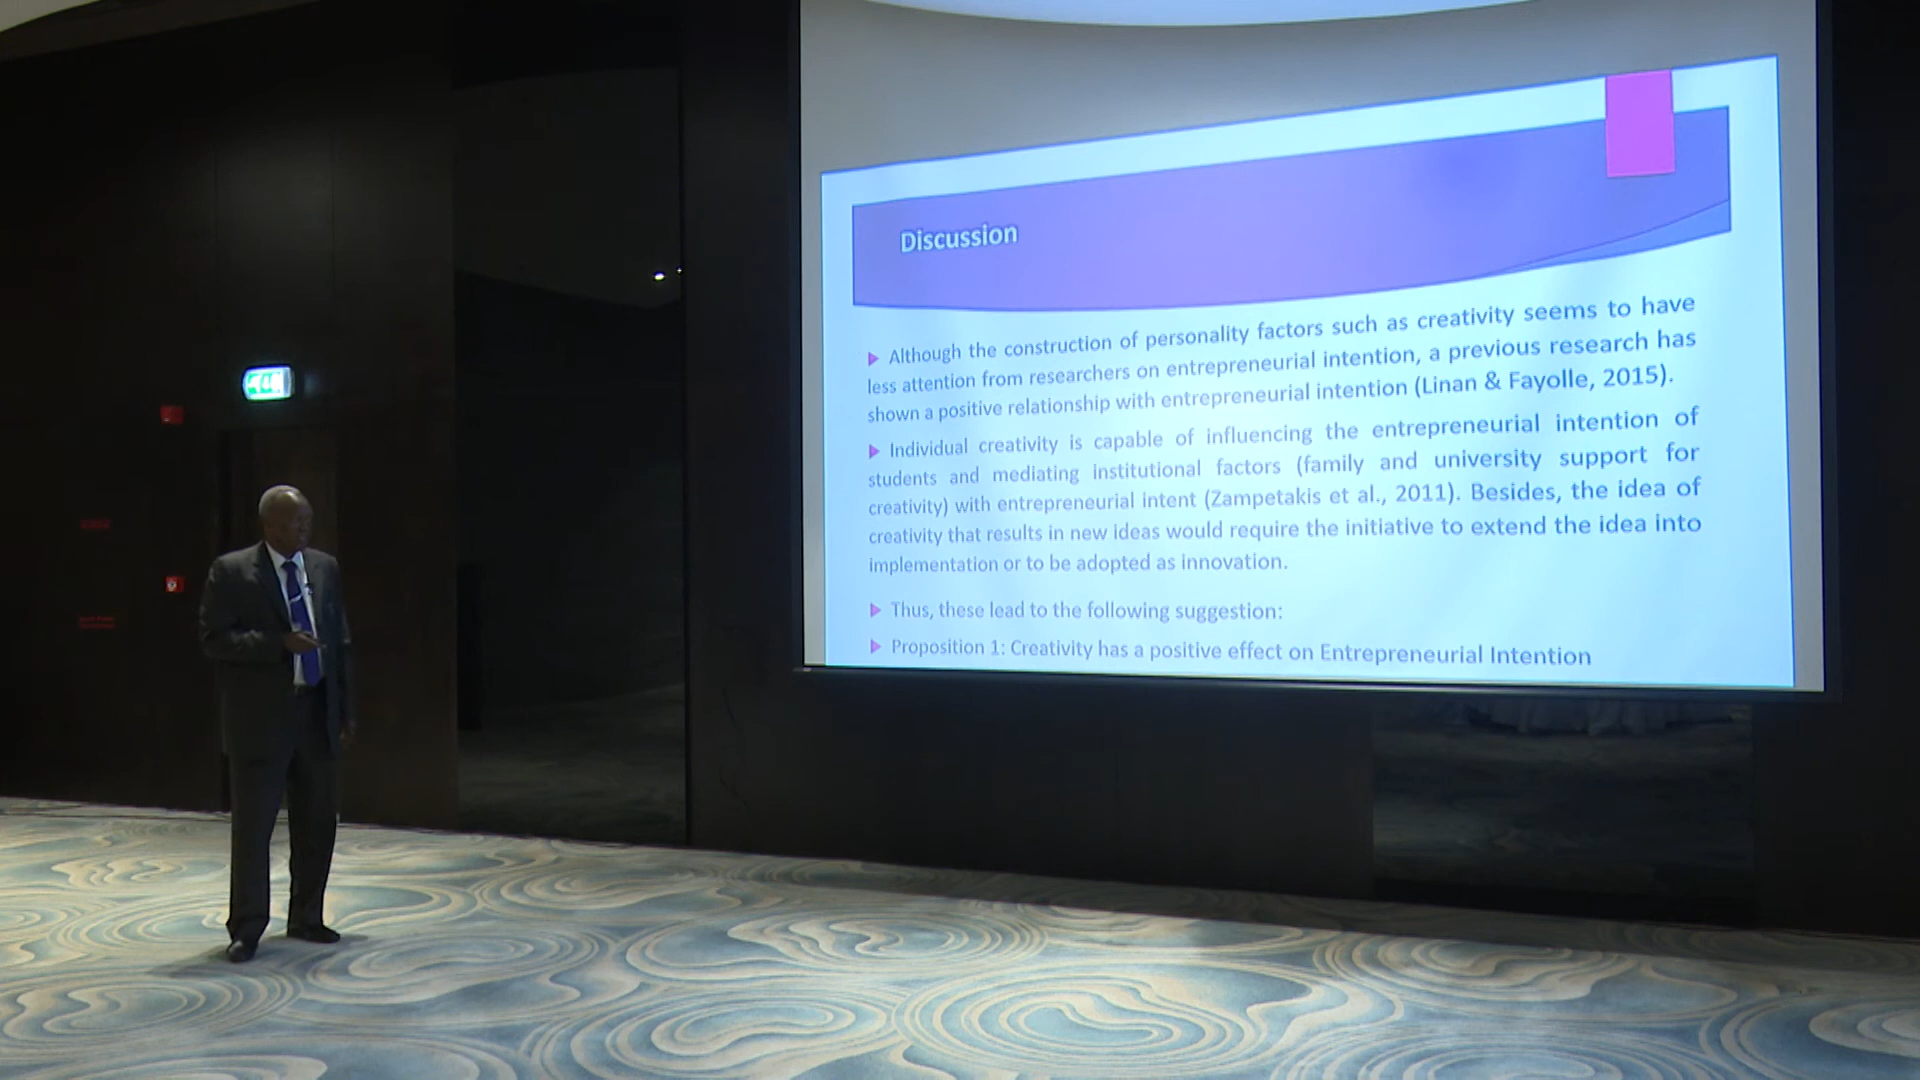 Discussion
Although the construction of personality factors such as creativity seems to have
less attention from researchers on entrepreneurial intention, a previous research has
shown a positive relationship with entrepreneurial intention (Linan & Fayolle, 2015).
Individual creativity is capable of influencing the entrepreneurial intention of
students and mediating institutional factors (family and university support for
creativity) with entrepreneurial intent (Zampetakis et al., 2011). Besides, the idea of
creativity that results in new ideas would require the initiative to extend the idea into
implementation or to be adopted as innovation.
Thus, these lead to the following suggestion:
Proposition 1: Creativity has a positive effect on Entrepreneurial Intention